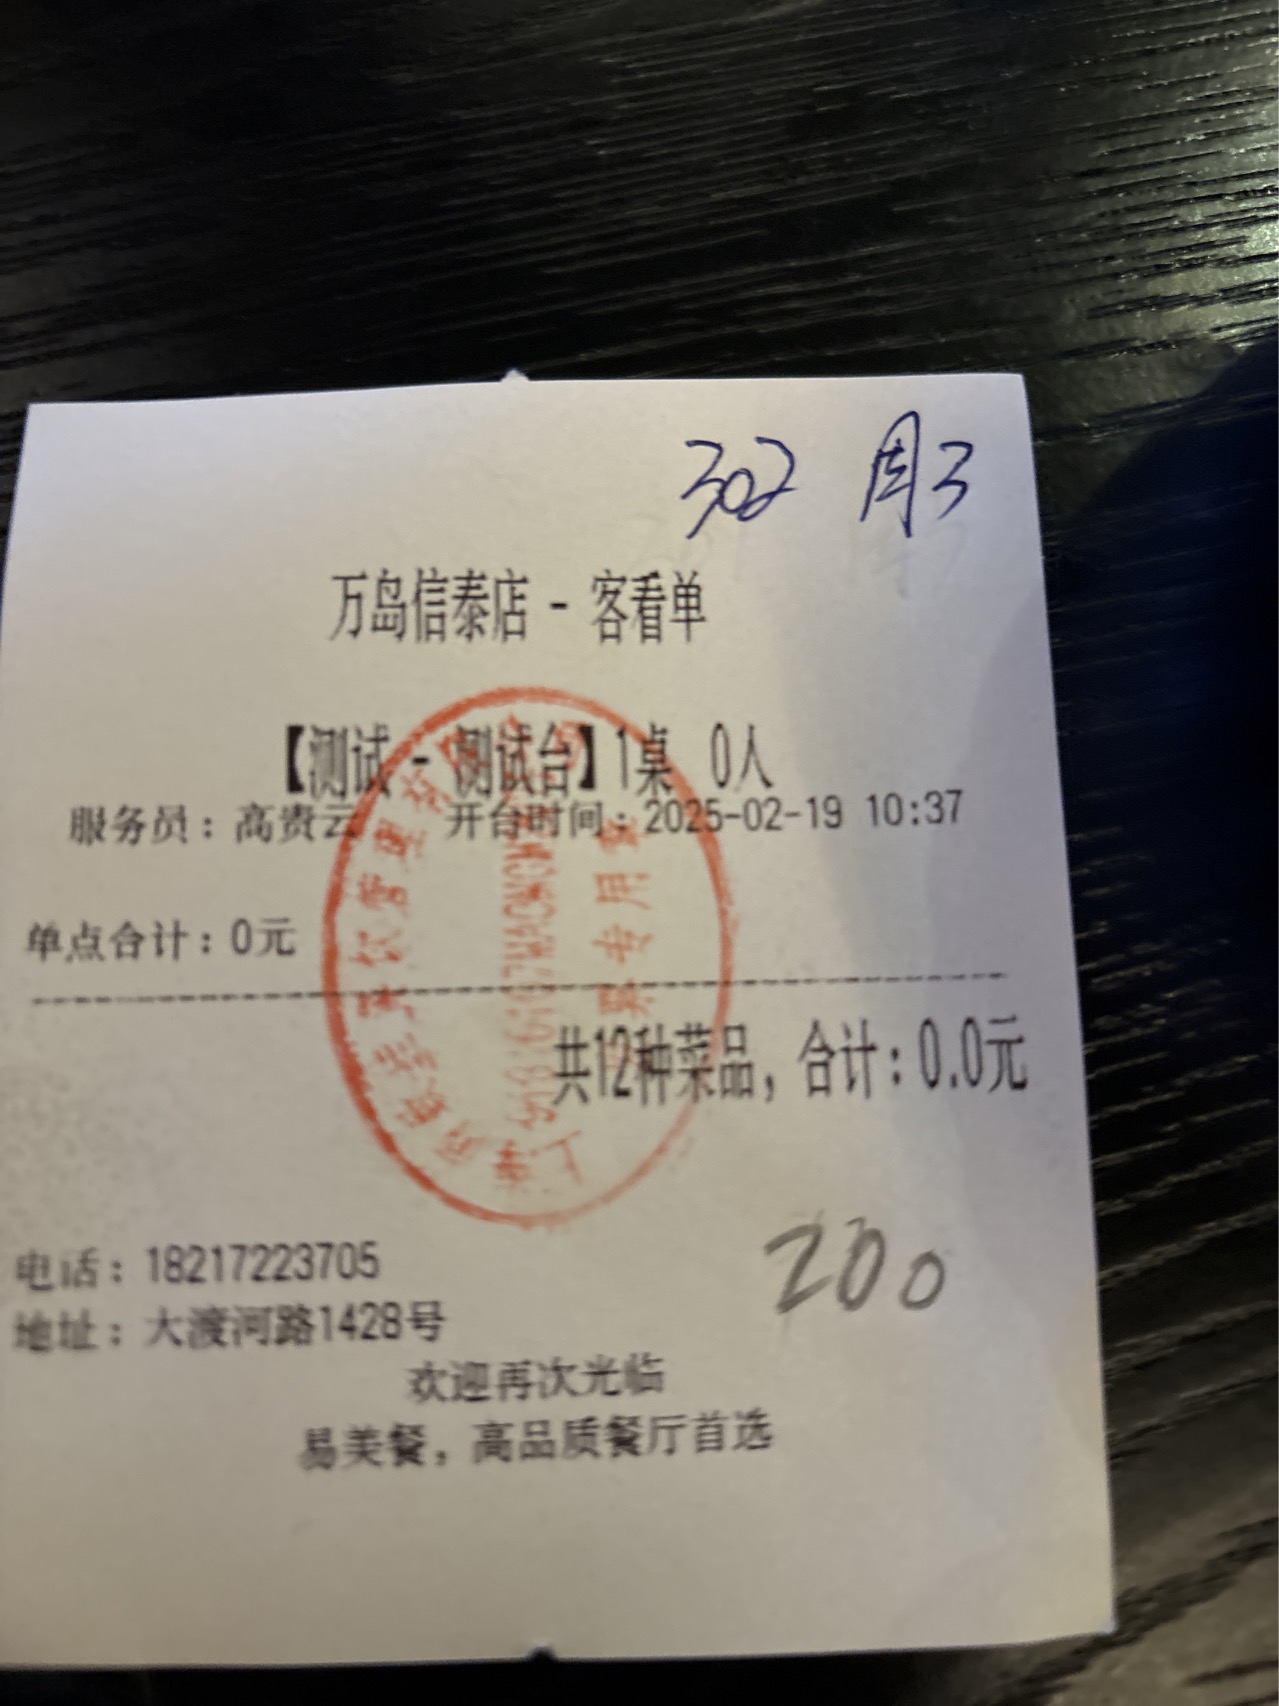 302 周3
万岛信泰店 - 客看单
【测试 - 测试台】1桌 0人
服务员：高贵云 开台时间：2025-02-19 10:37
单点合计：0元
共12种菜品，合计：0.0元
200
电话：18217223705
地址：大渡河路1428号
欢迎再次光临
易美餐，高品质餐厅首选